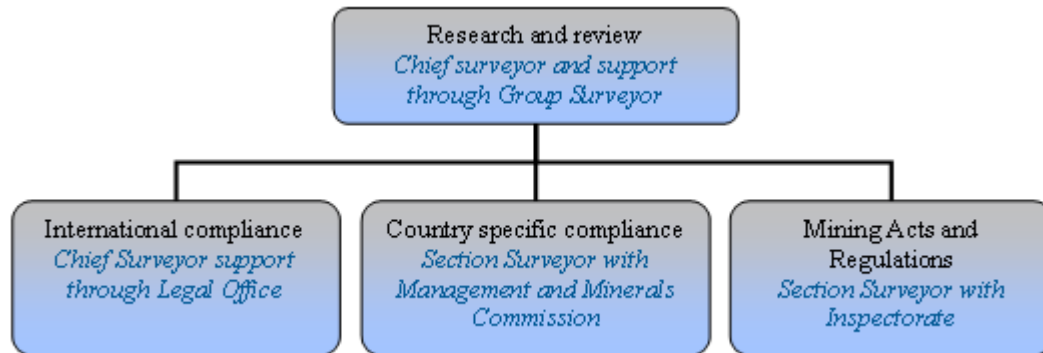 Research and review
Chief surveyor and support
through Group Surveyor
International compliance
Chief Surveyor support
through Legal Office
Country specific compliance
Section Surveyor with
Management and Minerals
Commission
Mining Acts and
Regulations
Section Surveyor with
Inspectorate